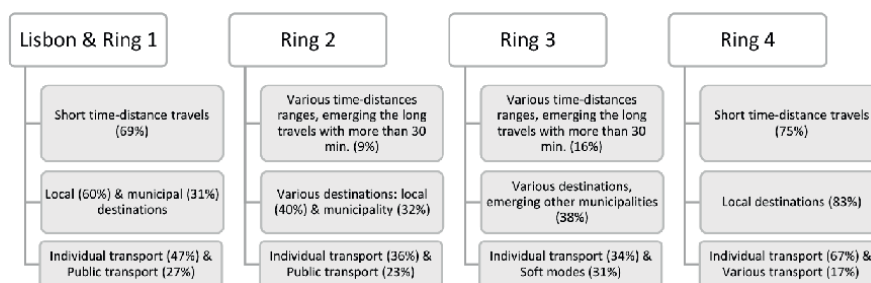 Lisbon & Ring 1
Short time-distance travels
(69%)
Local (60%) & municipal (31%)
destinations
Individual transport (47%) &
Public transport (27%)
Ring 2
Various time-distances
ranges, emerging the long
travels with more than 30
min. (9%)
Various destinations: local
(40%) & municipality (32%)
Individual transport (36%) &
Public transport (23%)
Ring 3
Various time-distances
ranges, emerging the long
travels with more than 30
min. (16%)
Various destinations,
emerging other municipalities
(38%)
Individual transport (34%) &
Soft modes (31%)
Ring 4
Short time-distance travels
(75%)
Local destinations (83%)
Individual transport (67%) &
Various transport (17%)